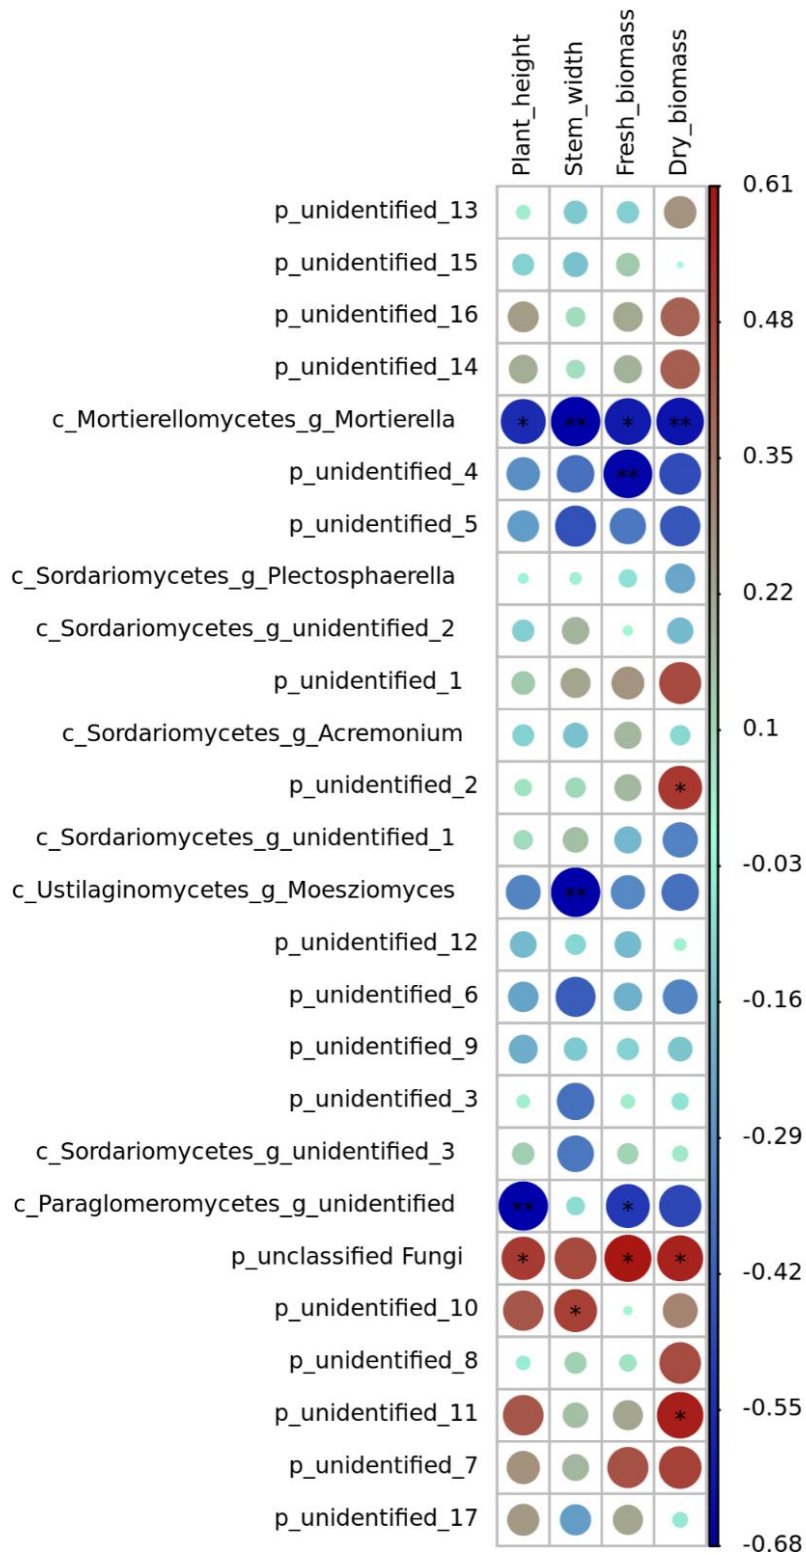 Plant_height
Stem_width
Fresh_biomass
Dry_biomass
p_unidentified_13
p_unidentified_15
p_unidentified_16
p_unidentified_14
c_Mortierellomycetes_g_Mortierella * ** * **
p_unidentified_4 **
p_unidentified_5
c_Sordariomycetes_g_Plectosphaerella
c_Sordariomycetes_g_unidentified_2
p_unidentified_1
c_Sordariomycetes_g_Acremonium
p_unidentified_2 *
c_Sordariomycetes_g_unidentified_1
c_Ustilaginomycetes_g_Moesziomyces **
p_unidentified_12
p_unidentified_6
p_unidentified_9
p_unidentified_3
c_Sordariomycetes_g_unidentified_3
c_Paraglomeromycetes_g_unidentified ** *
p_unclassified Fungi * * *
p_unidentified_10 *
p_unidentified_8
p_unidentified_11 *
p_unidentified_7
p_unidentified_17
0.61
0.48
0.35
0.22
0.1
-0.03
-0.16
-0.29
-0.42
-0.55
-0.68